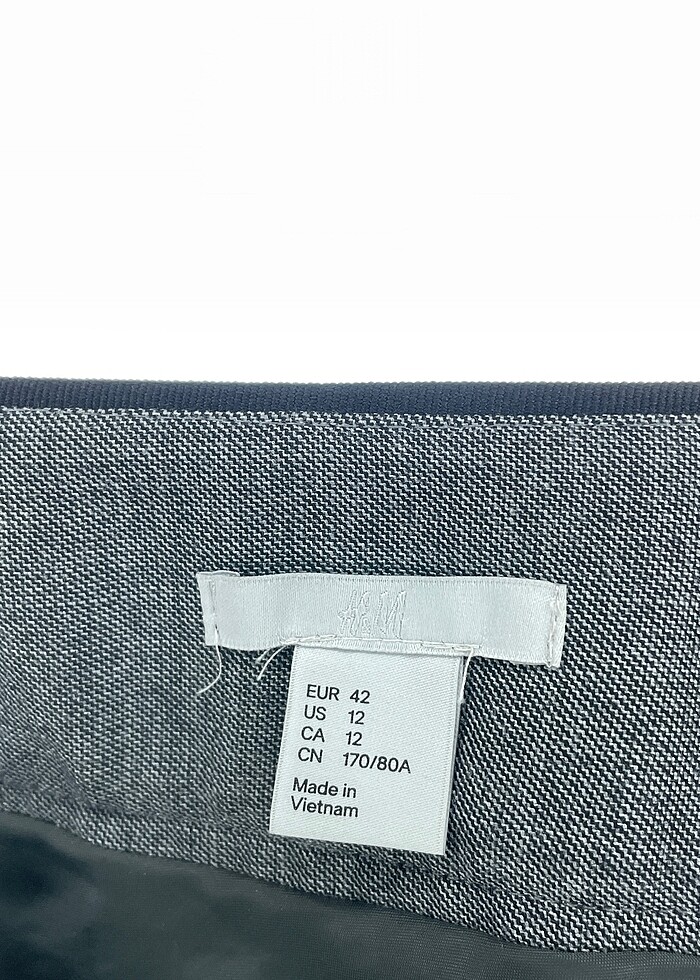 H&M
EUR 42
US 12
CA 12
CN 170/80A
Made in
Vietnam